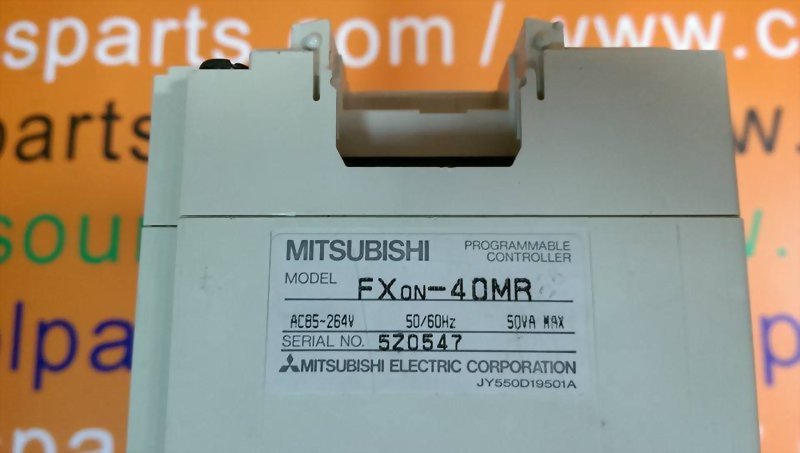 sparts.com / www.c
parts
sour
olpa
s
MITSUBISHI PROGRAMMABLE CONTROLLER
MODEL FX0N-40MR
AC85~264V 50/60Hz 50VA MAX
SERIAL NO. 5Z0547
MITSUBISHI ELECTRIC CORPORATION
JY550D19501A